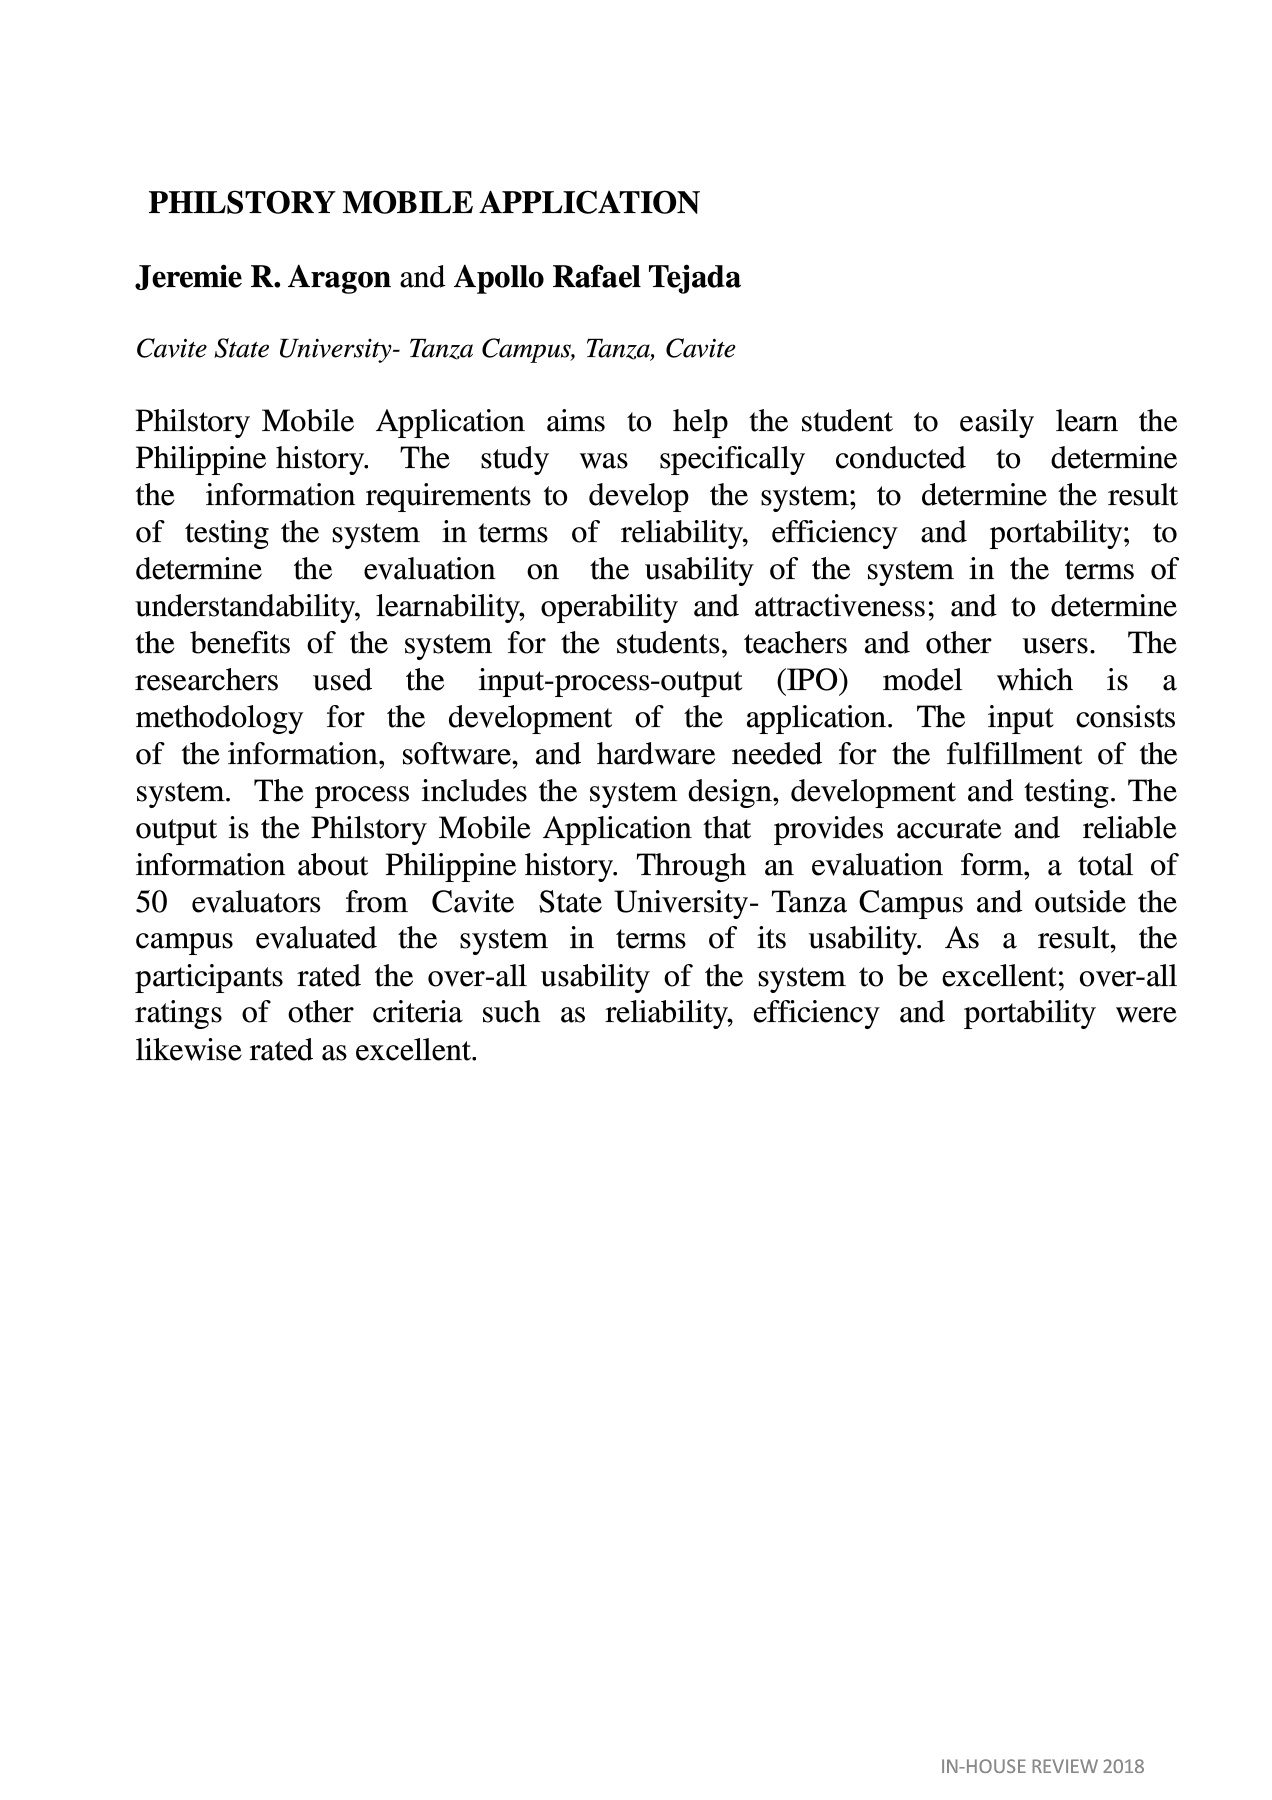 PHILSTORY MOBILE APPLICATION
Jeremie R. Aragon and Apollo Rafael Tejada
Cavite State University- Tanza Campus, Tanza, Cavite
Philstory Mobile Application aims to help the student to easily learn the
Philippine history. The study was specifically conducted to determine
the information requirements to develop the system; to determine the result
of testing the system in terms of reliability, efficiency and portability; to
determine the evaluation on the usability of the system in the terms of
understandability, learnability, operability and attractiveness; and to determine
the benefits of the system for the students, teachers and other users. The
researchers used the input-process-output (IPO) model which is a
methodology for the development of the application. The input consists
of the information, software, and hardware needed for the fulfillment of the
system. The process includes the system design, development and testing. The
output is the Philstory Mobile Application that provides accurate and reliable
information about Philippine history. Through an evaluation form, a total of
50 evaluators from Cavite State University- Tanza Campus and outside the
campus evaluated the system in terms of its usability. As a result, the
participants rated the over-all usability of the system to be excellent; over-all
ratings of other criteria such as reliability, efficiency and portability were
likewise rated as excellent.
IN-HOUSE REVIEW 2018